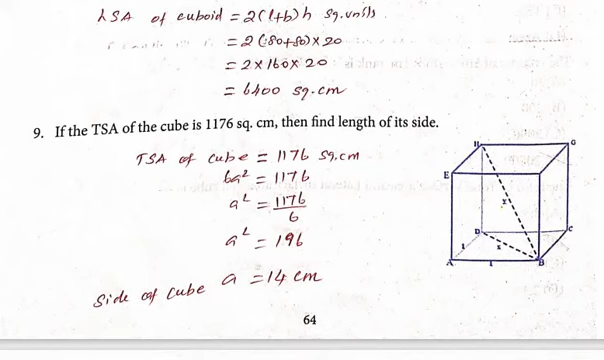 LSA of cuboid = 2(l+b)h sq.units
= 2(80+80)×20
= 2×160×20
= 6400 sq.cm
9. If the TSA of the cube is 1176 sq. cm, then find length of its side.
TSA of cube = 1176 sq.cm
6a² = 1176
a² = 1176
6
a² = 196
Side of cube a = 14 cm
H G
E
y
D C
l x
A l B
64